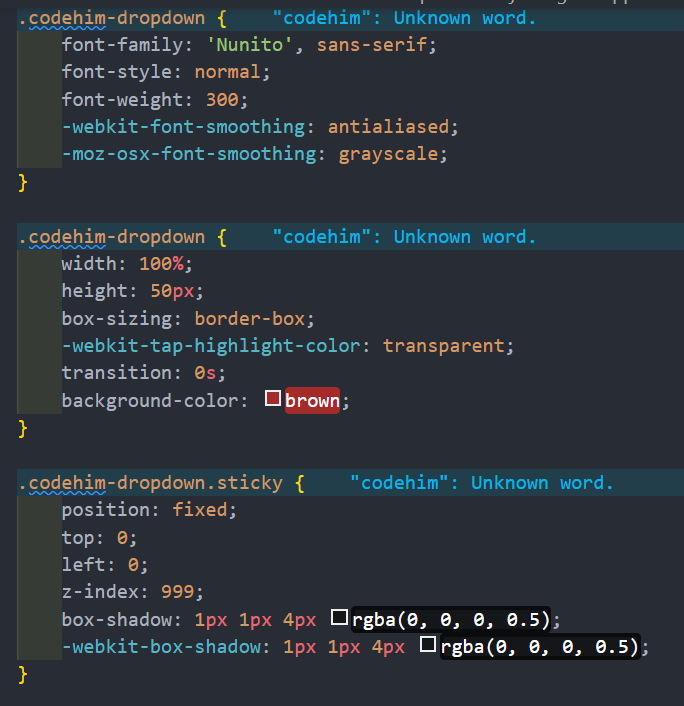 .codehim-dropdown {    "codehim": Unknown word.
    font-family: 'Nunito', sans-serif;
    font-style: normal;
    font-weight: 300;
    -webkit-font-smoothing: antialiased;
    -moz-osx-font-smoothing: grayscale;
}
.codehim-dropdown {    "codehim": Unknown word.
    width: 100%;
    height: 50px;
    box-sizing: border-box;
    -webkit-tap-highlight-color: transparent;
    transition: 0s;
    background-color: brown;
}
.codehim-dropdown.sticky {    "codehim": Unknown word.
    position: fixed;
    top: 0;
    left: 0;
    z-index: 999;
    box-shadow: 1px 1px 4px rgba(0, 0, 0, 0.5);
    -webkit-box-shadow: 1px 1px 4px rgba(0, 0, 0, 0.5);
}